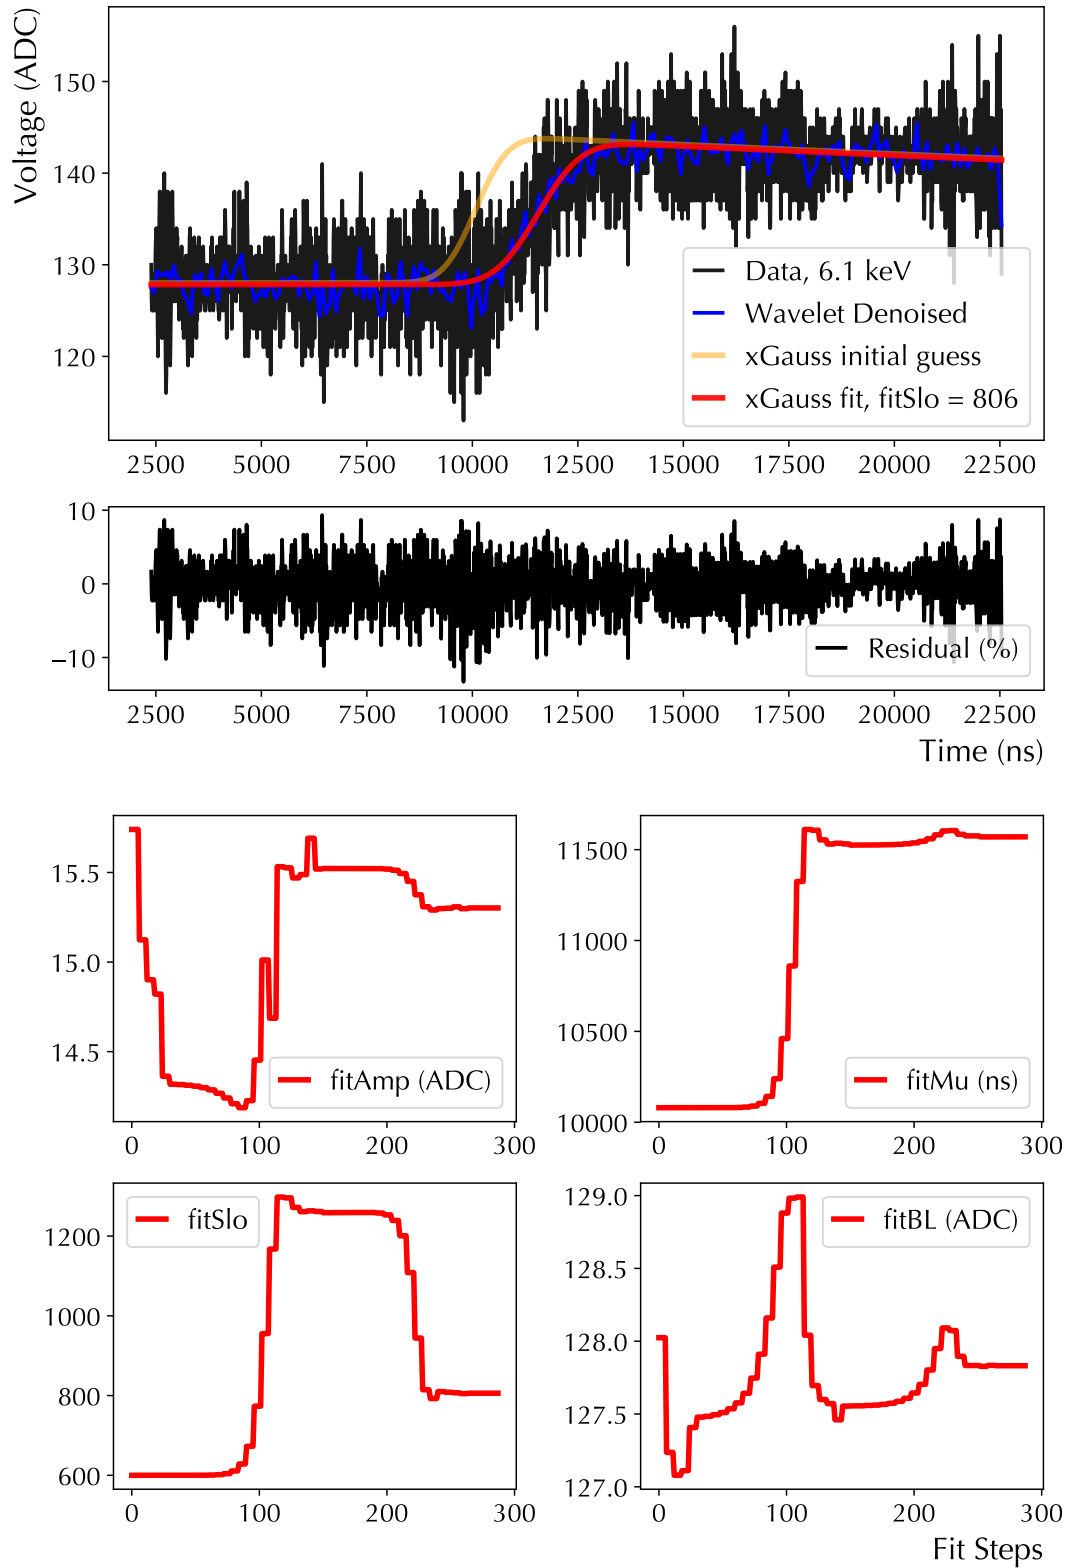 Voltage (ADC)
150
140
130
120
Data, 6.1 keV
Wavelet Denoised
xGauss initial guess
xGauss fit, fitSlo = 806
2500 5000 7500 10000 12500 15000 17500 20000 22500
10
0
−10
Residual (%)
2500 5000 7500 10000 12500 15000 17500 20000 22500
Time (ns)
15.5
15.0
14.5
fitAmp (ADC)
0 100 200 300
11500
11000
10500
10000
fitMu (ns)
0 100 200 300
1200
1000
800
600
fitSlo
0 100 200 300
129.0
128.5
128.0
127.5
127.0
fitBL (ADC)
0 100 200 300
Fit Steps